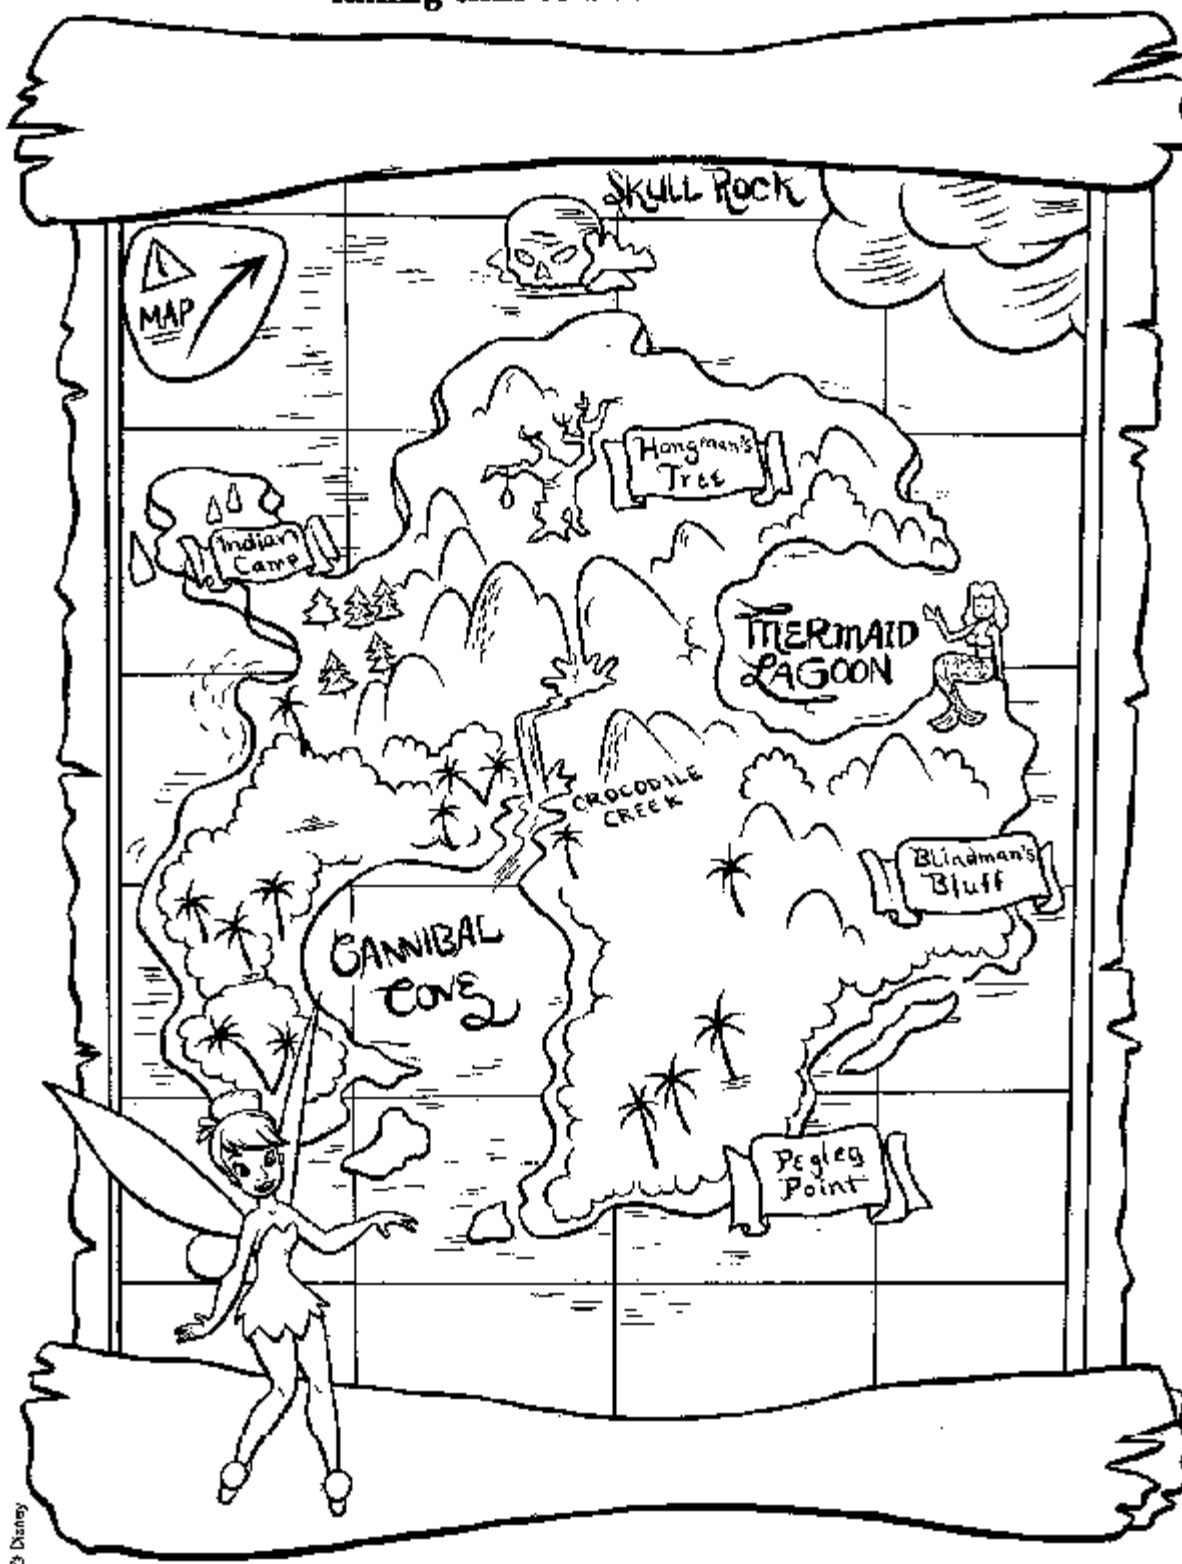 SKULL ROCK
MAP
Hangman's
Tree
Indian
Camp
MERMAID
LAGOON
CROCODILE
CREEK
Blindman's
Bluff
CANNIBAL
COVE
Pegleg
Point
© Disney